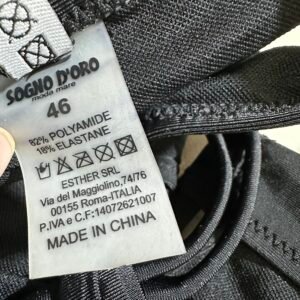 SOGNO D'ORO
moda mare
46
82% POLYAMIDE
18% ELASTANE
ESTHER SRL
Via del Maggiolino,74/76
00155 Roma-ITALIA
P.IVA e C.F:14072621007
MADE IN CHINA